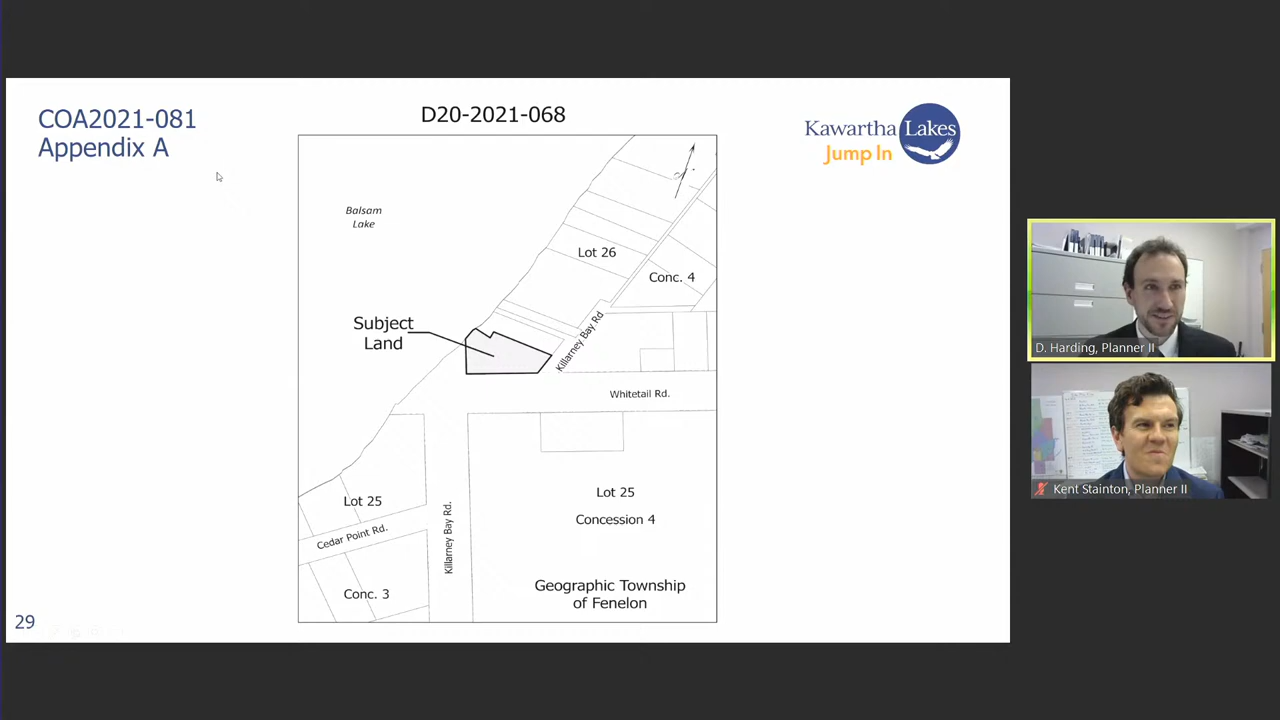 COA2021-081
Appendix A
D20-2021-068
Kawartha Lakes
Jump In
Balsam
Lake
Lot 26
Conc. 4
Subject
Land
Killarney Bay Rd
Whitetail Rd.
Lot 25
Cedar Point Rd.
Killarney Bay Rd.
Conc. 3
Lot 25
Concession 4
Geographic Township
of Fenelon
29
D. Harding, Planner II
Kent Stainton, Planner II